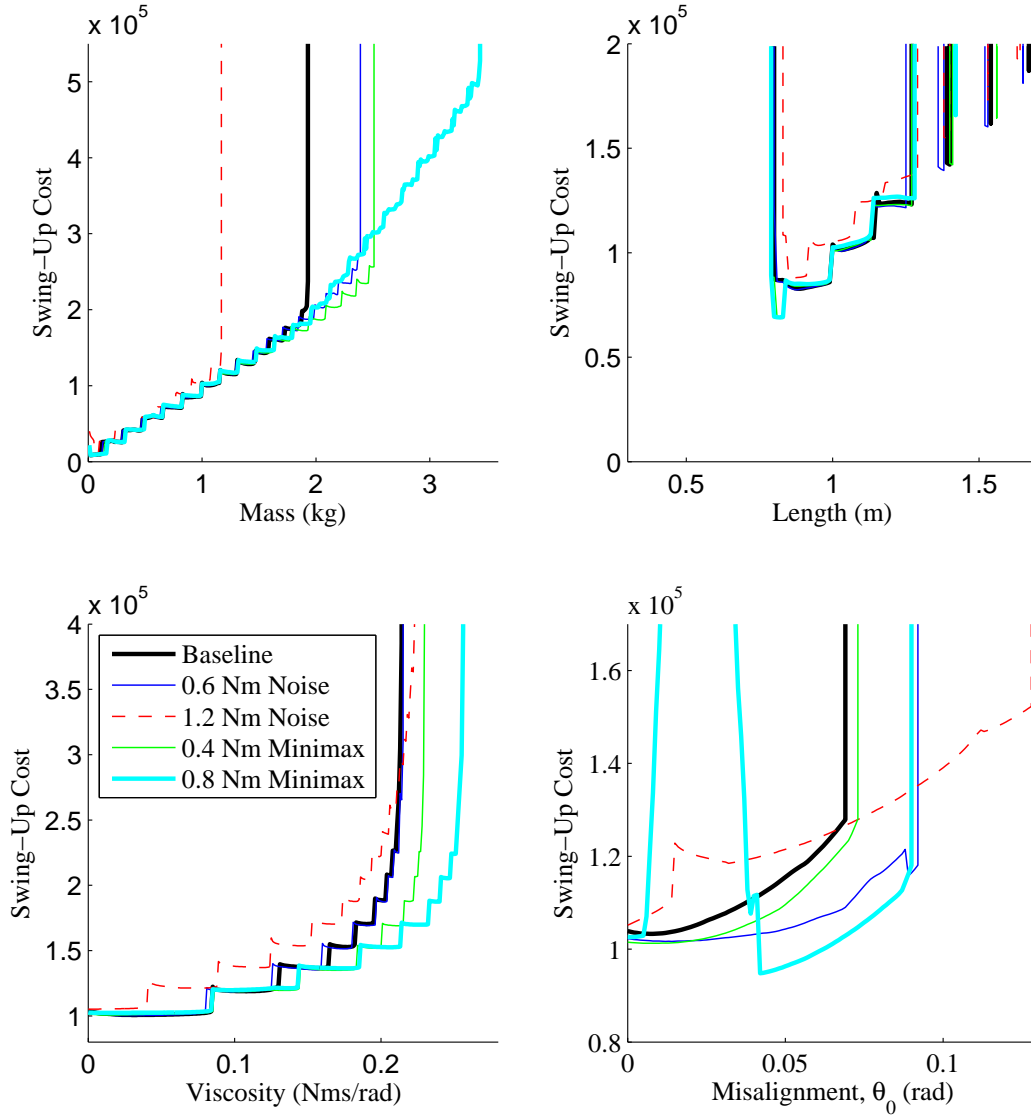 x 10^5
5
4
3
2
1
0
0 1 2 3
Swing–Up Cost
Mass (kg)
x 10^5
2
1.5
1
0.5
0
0.5 1 1.5
Swing–Up Cost
Length (m)
x 10^5
4
3.5
3
2.5
2
1.5
1
0 0.1 0.2
Swing–Up Cost
Viscosity (Nms/rad)
Baseline
0.6 Nm Noise
1.2 Nm Noise
0.4 Nm Minimax
0.8 Nm Minimax
x 10^5
1.6
1.4
1.2
1
0.8
0 0.05 0.1
Swing–Up Cost
Misalignment, θ_0 (rad)